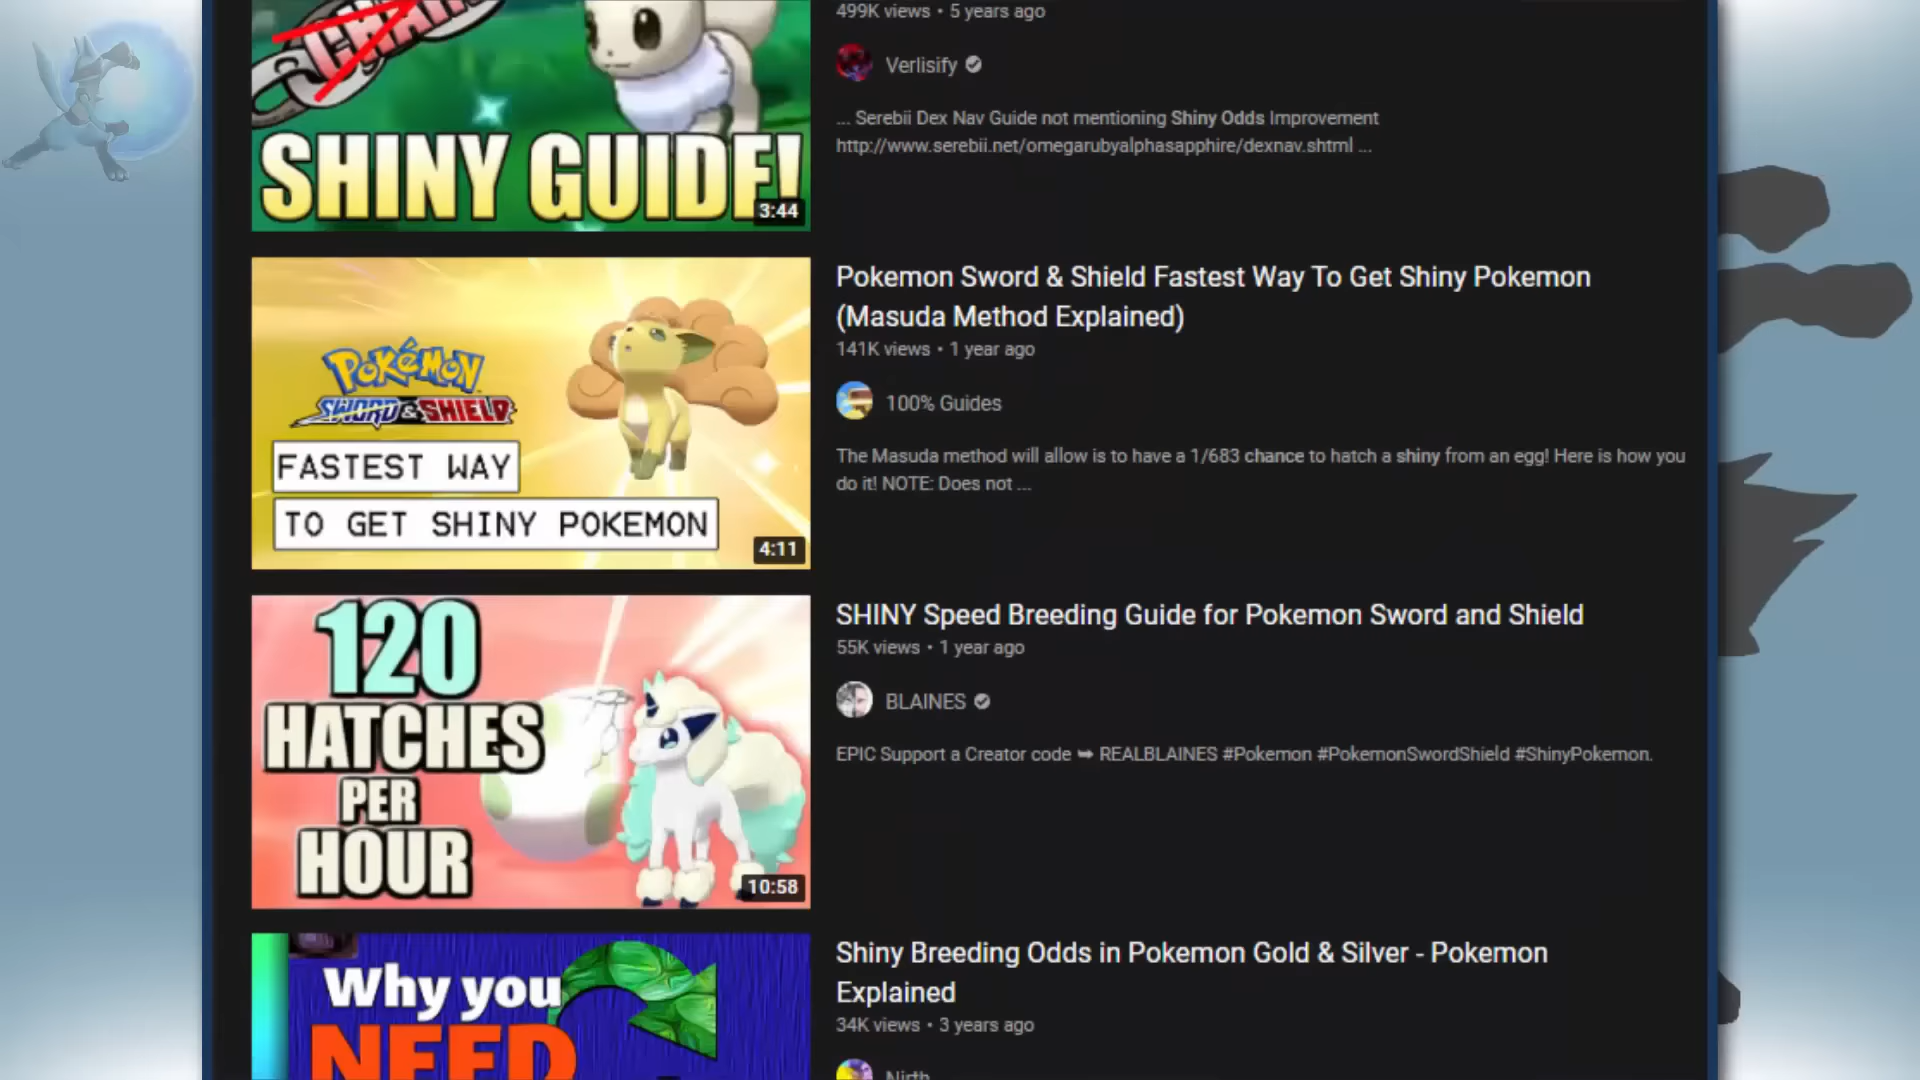 499K views • 5 years ago
Verlisify
... Serebii Dex Nav Guide not mentioning Shiny Odds Improvement
http://www.serebii.net/omegarubyalphasapphire/dexnav.shtml ...
SHINY GUIDE!
3:44
Pokemon Sword & Shield Fastest Way To Get Shiny Pokemon
(Masuda Method Explained)
141K views • 1 year ago
100% Guides
The Masuda method will allow is to have a 1/683 chance to hatch a shiny from an egg! Here is how you
do it! NOTE: Does not ...
POKéMON
SWORD & SHIELD
FASTEST WAY
TO GET SHINY POKEMON
4:11
SHINY Speed Breeding Guide for Pokemon Sword and Shield
55K views • 1 year ago
BLAINES
EPIC Support a Creator code ➥ REALBLAINES #Pokemon #PokemonSwordShield #ShinyPokemon.
120
HATCHES
PER
HOUR
10:58
Shiny Breeding Odds in Pokemon Gold & Silver - Pokemon
Explained
34K views • 3 years ago
Nirth
Why you
NEED